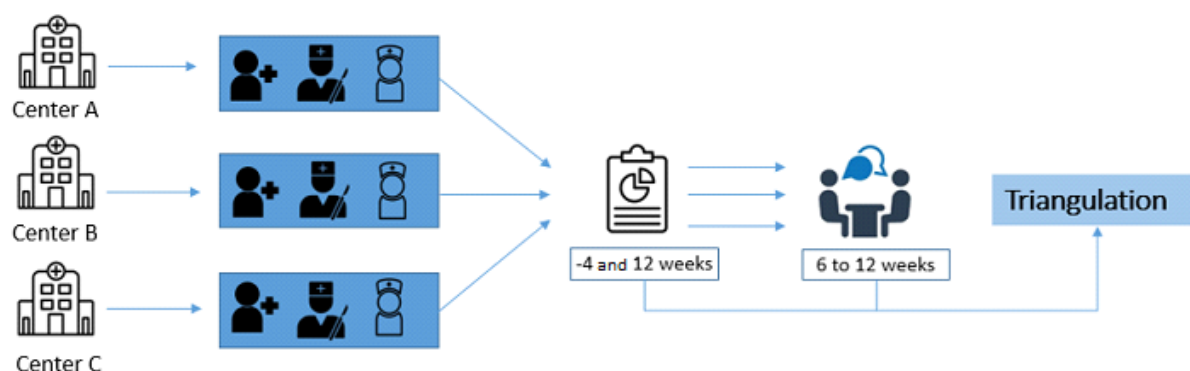 Center A
Center B
Center C
-4 and 12 weeks
6 to 12 weeks
Triangulation